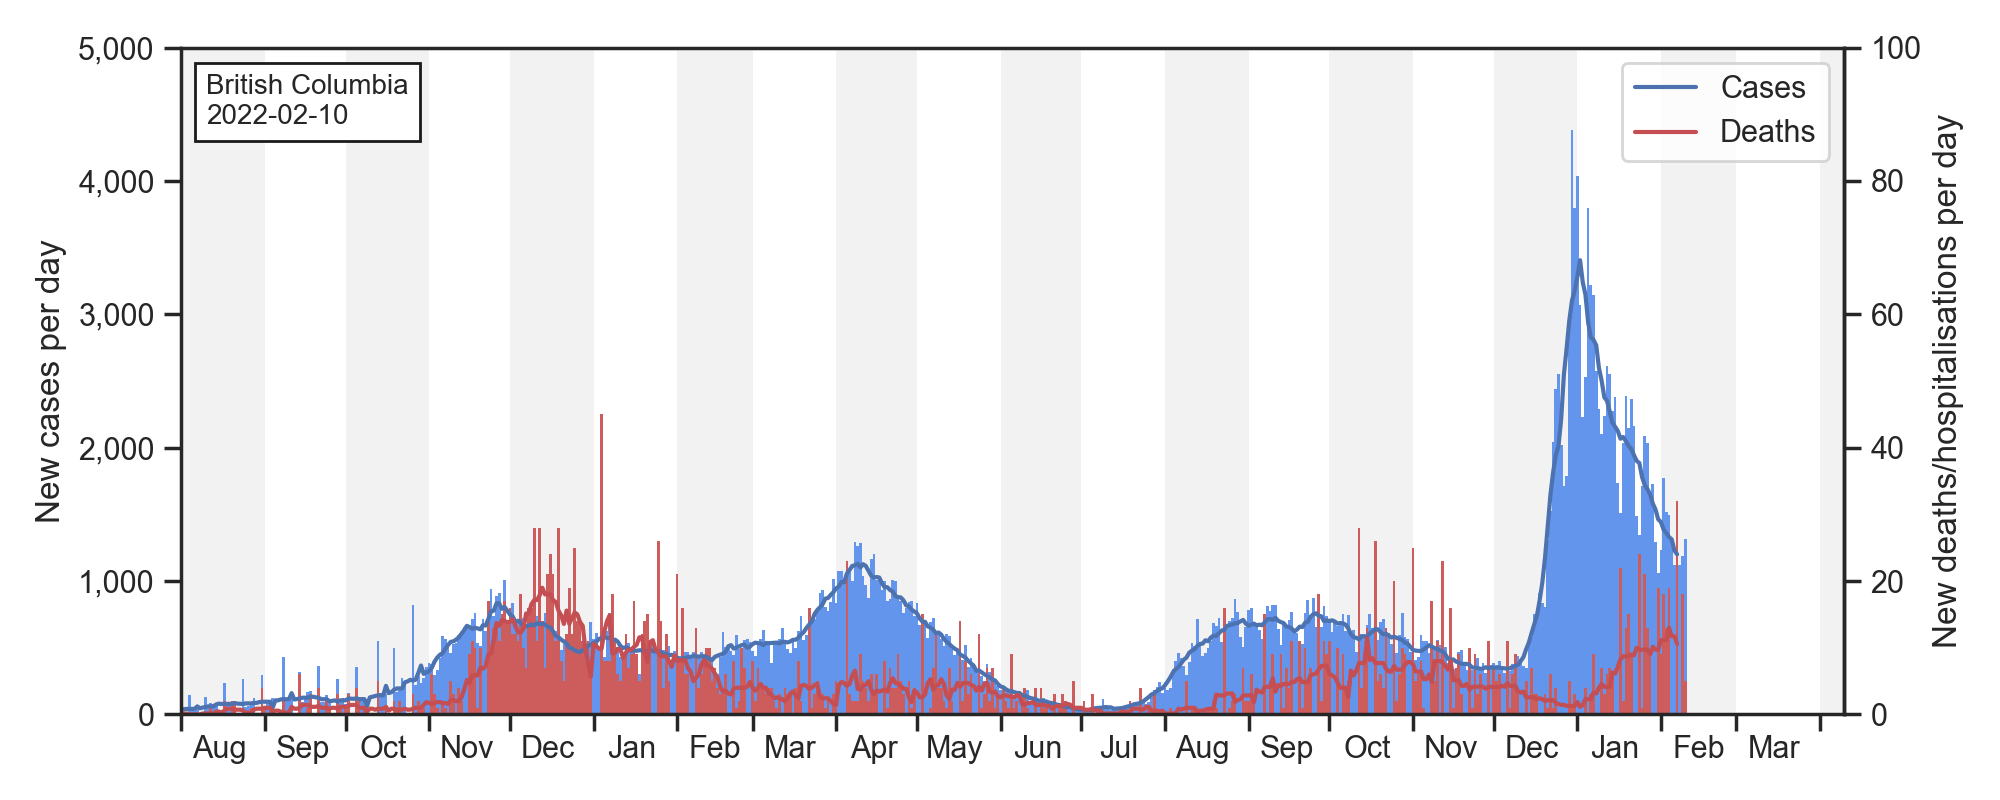 British Columbia
2022-02-10
Cases
Deaths
New cases per day
5,000
4,000
3,000
2,000
1,000
0
100
80
60
40
20
0
New deaths/hospitalisations per day
Aug Sep Oct Nov Dec Jan Feb Mar Apr May Jun Jul Aug Sep Oct Nov Dec Jan Feb Mar